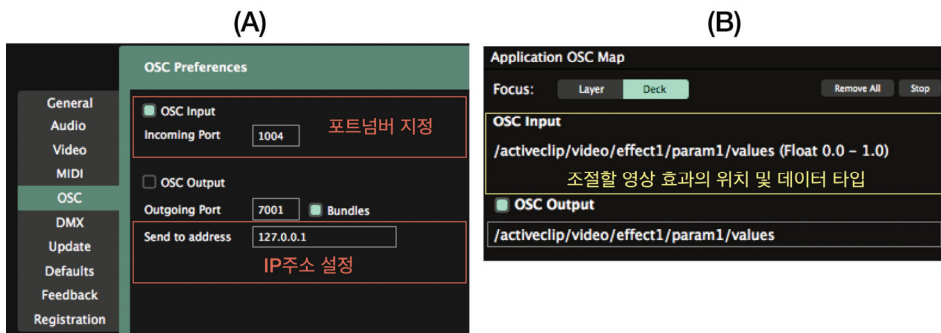 (A)
OSC Preferences
General
Audio
Video
MIDI
OSC
DMX
Update
Defaults
Feedback
Registration
OSC Input
Incoming Port 1004
포트넘버 지정
OSC Output
Outgoing Port 7001 Bundles
Send to address 127.0.0.1
IP주소 설정
(B)
Application OSC Map
Focus: Layer Deck Remove All Stop
OSC Input
/activeclip/video/effect1/param1/values (Float 0.0 – 1.0)
조절할 영상 효과의 위치 및 데이터 타입
OSC Output
/activeclip/video/effect1/param1/values